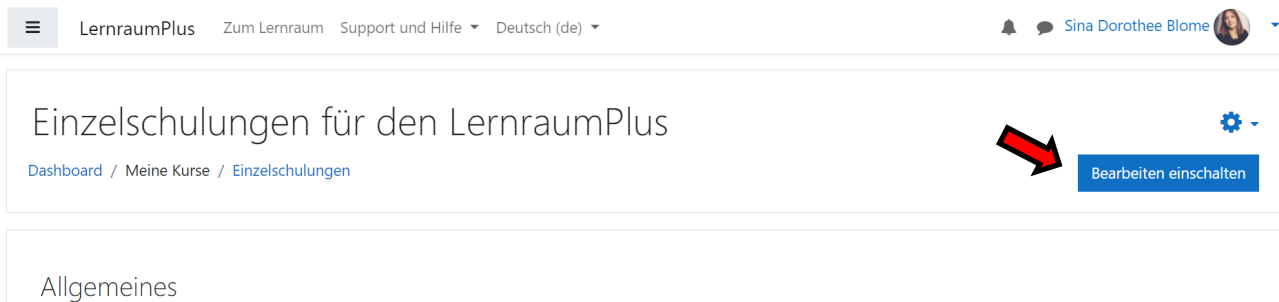 LernraumPlus Zum Lernraum Support und Hilfe Deutsch (de) Sina Dorothee Blome
Einzelschulungen für den LernraumPlus
Dashboard / Meine Kurse / Einzelschulungen
Bearbeiten einschalten
Allgemeines